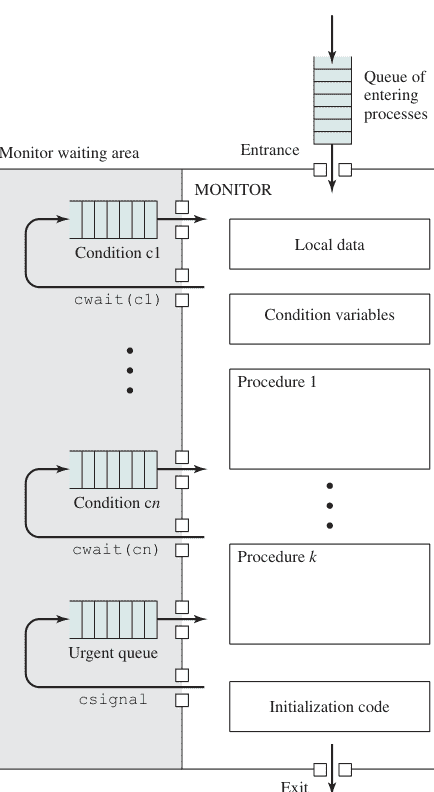 Queue of
entering
processes
Monitor waiting area
Entrance
MONITOR
Condition c1
cwait(c1)
Local data
Condition variables
Procedure 1
Condition cn
cwait(cn)
Procedure k
Urgent queue
csignal
Initialization code
Exit